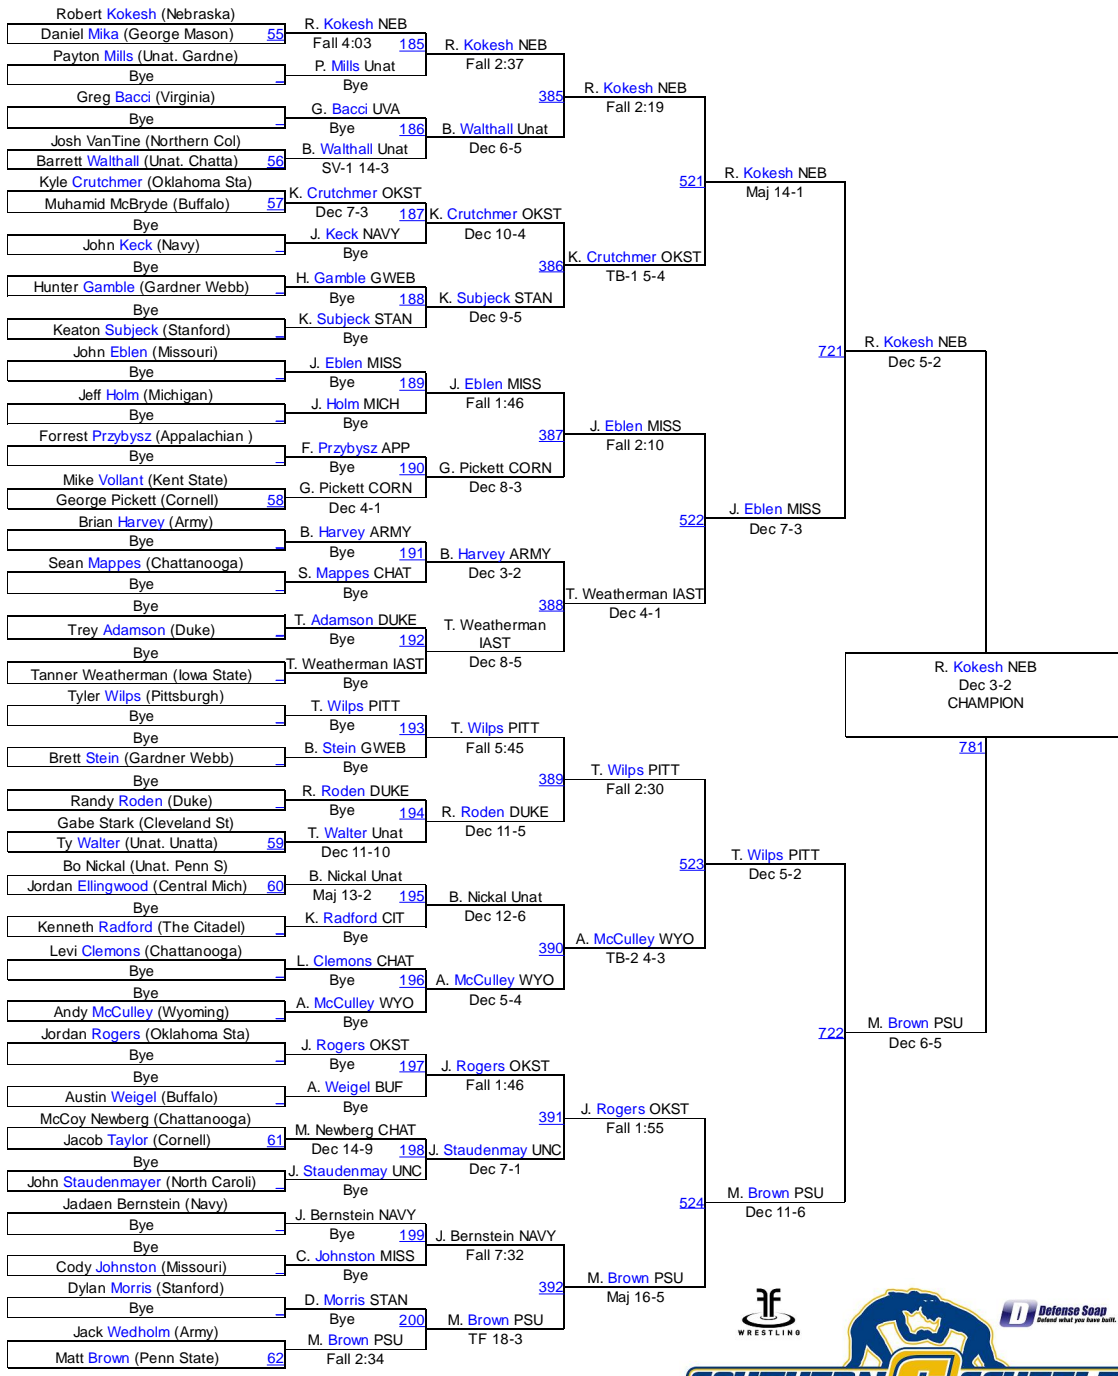 Robert Kokesh (Nebraska)
Daniel Mika (George Mason) 55
Payton Mills (Unat. Gardne)
Bye
Greg Bacci (Virginia)
Bye
Josh VanTine (Northern Col)
Barrett Walthall (Unat. Chatta) 56
Kyle Crutchmer (Oklahoma Sta)
Muhamid McBryde (Buffalo) 57
Bye
John Keck (Navy)
Bye
Hunter Gamble (Gardner Webb)
Bye
Keaton Subjeck (Stanford)
John Eblen (Missouri)
Bye
Jeff Holm (Michigan)
Bye
Forrest Przybysz (Appalachian )
Bye
Mike Vollant (Kent State)
George Pickett (Cornell) 58
Brian Harvey (Army)
Bye
Sean Mappes (Chattanooga)
Bye
Bye
Trey Adamson (Duke)
Bye
Tanner Weatherman (Iowa State)
Tyler Wilps (Pittsburgh)
Bye
Bye
Brett Stein (Gardner Webb)
Bye
Randy Roden (Duke)
Gabe Stark (Cleveland St)
Ty Walter (Unat. Unatta) 59
Bo Nickal (Unat. Penn S)
Jordan Ellingwood (Central Mich) 60
Bye
Kenneth Radford (The Citadel)
Levi Clemons (Chattanooga)
Bye
Bye
Andy McCulley (Wyoming)
Jordan Rogers (Oklahoma Sta)
Bye
Bye
Austin Weigel (Buffalo)
McCoy Newberg (Chattanooga)
Jacob Taylor (Cornell) 61
Bye
John Staudenmayer (North Caroli)
Jadaen Bernstein (Navy)
Bye
Bye
Cody Johnston (Missouri)
Dylan Morris (Stanford)
Bye
Jack Wedholm (Army)
Matt Brown (Penn State) 62
R. Kokesh NEB
Fall 4:03 185
P. Mills Unat
Bye
G. Bacci UVA
Bye 186
B. Walthall Unat
SV-1 14-3
K. Crutchmer OKST
Dec 7-3 187
J. Keck NAVY
Bye
H. Gamble GWEB
Bye 188
K. Subjeck STAN
Bye
J. Eblen MISS
Bye 189
J. Holm MICH
Bye
F. Przybysz APP
Bye 190
G. Pickett CORN
Dec 4-1
B. Harvey ARMY
Bye 191
S. Mappes CHAT
Bye
T. Adamson DUKE
Bye 192
T. Weatherman IAST
Bye
T. Wilps PITT
Bye 193
B. Stein GWEB
Bye
R. Roden DUKE
Bye 194
T. Walter Unat
Dec 11-10
B. Nickal Unat
Maj 13-2 195
K. Radford CIT
Bye
L. Clemons CHAT
Bye 196
A. McCulley WYO
Bye
J. Rogers OKST
Bye 197
A. Weigel BUF
Bye
M. Newberg CHAT
Dec 14-9 198
J. Staudenmay UNC
Bye
J. Bernstein NAVY
Bye 199
C. Johnston MISS
Bye
D. Morris STAN
Bye 200
M. Brown PSU
Fall 2:34
R. Kokesh NEB
Fall 2:37
385
B. Walthall Unat
Dec 6-5
K. Crutchmer OKST
Dec 10-4
386
K. Subjeck STAN
Dec 9-5
J. Eblen MISS
Fall 1:46
387
G. Pickett CORN
Dec 8-3
B. Harvey ARMY
Dec 3-2
388
T. Weatherman
IAST
Dec 8-5
T. Wilps PITT
Fall 5:45
389
R. Roden DUKE
Dec 11-5
B. Nickal Unat
Dec 12-6
390
A. McCulley WYO
Dec 5-4
J. Rogers OKST
Fall 1:46
391
J. Staudenmay UNC
Dec 7-1
J. Bernstein NAVY
Fall 7:32
392
M. Brown PSU
TF 18-3
R. Kokesh NEB
Fall 2:19
521
K. Crutchmer OKST
TB-1 5-4
J. Eblen MISS
Fall 2:10
522
T. Weatherman IAST
Dec 4-1
T. Wilps PITT
Fall 2:30
523
A. McCulley WYO
TB-2 4-3
J. Rogers OKST
Fall 1:55
524
M. Brown PSU
Maj 16-5
R. Kokesh NEB
Maj 14-1
721
J. Eblen MISS
Dec 7-3
T. Wilps PITT
Dec 5-2
722
M. Brown PSU
Dec 11-6
R. Kokesh NEB
Dec 5-2
M. Brown PSU
Dec 6-5
R. Kokesh NEB
Dec 3-2
CHAMPION
781
WRESTLING
Defense Soap
Defend what you have built.
SOUTHERN SCUFFLE